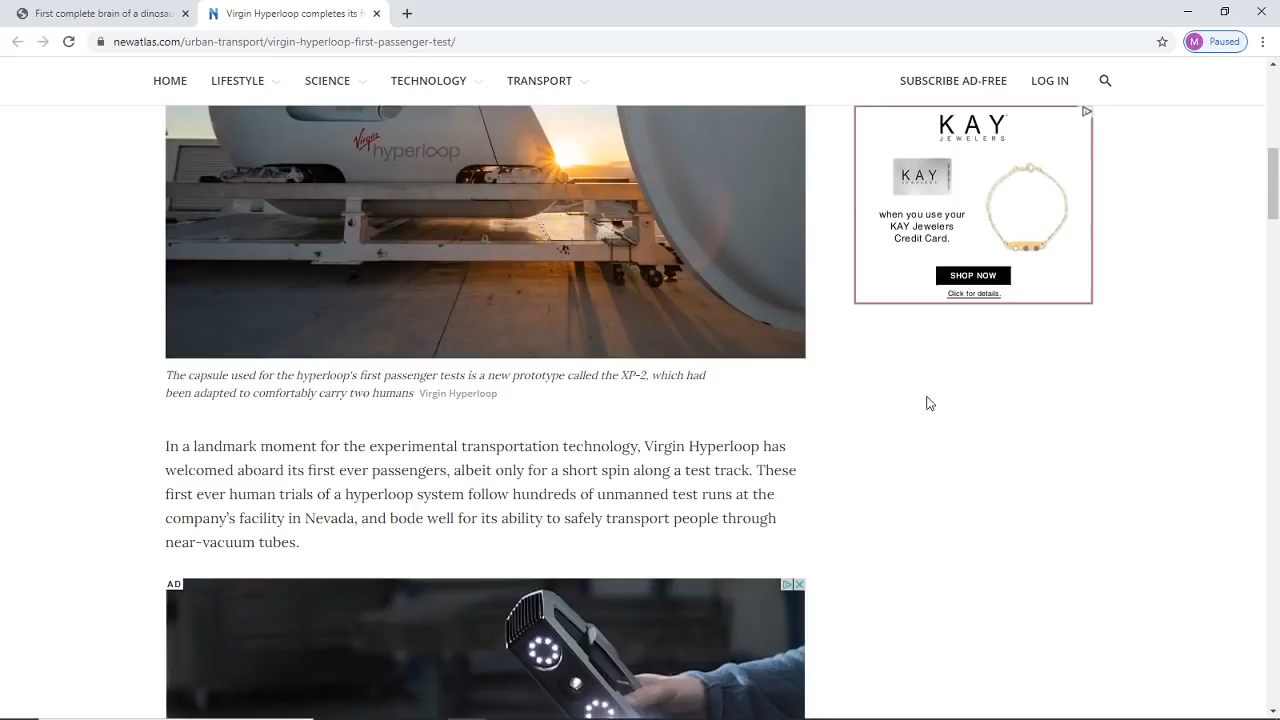 First complete brain of a dinosau
Virgin Hyperloop completes its f
newatlas.com/urban-transport/virgin-hyperloop-first-passenger-test/
M Paused
HOME LIFESTYLE SCIENCE TECHNOLOGY TRANSPORT SUBSCRIBE AD-FREE LOG IN
Virgin
hyperloop
KAY
JEWELERS
KAY
when you use your
KAY Jewelers
Credit Card.
SHOP NOW
Click for details.
The capsule used for the hyperloop's first passenger tests is a new prototype called the XP-2, which had
been adapted to comfortably carry two humans Virgin Hyperloop
In a landmark moment for the experimental transportation technology, Virgin Hyperloop has
welcomed aboard its first ever passengers, albeit only for a short spin along a test track. These
first ever human trials of a hyperloop system follow hundreds of unmanned test runs at the
company's facility in Nevada, and bode well for its ability to safely transport people through
near-vacuum tubes.
AD